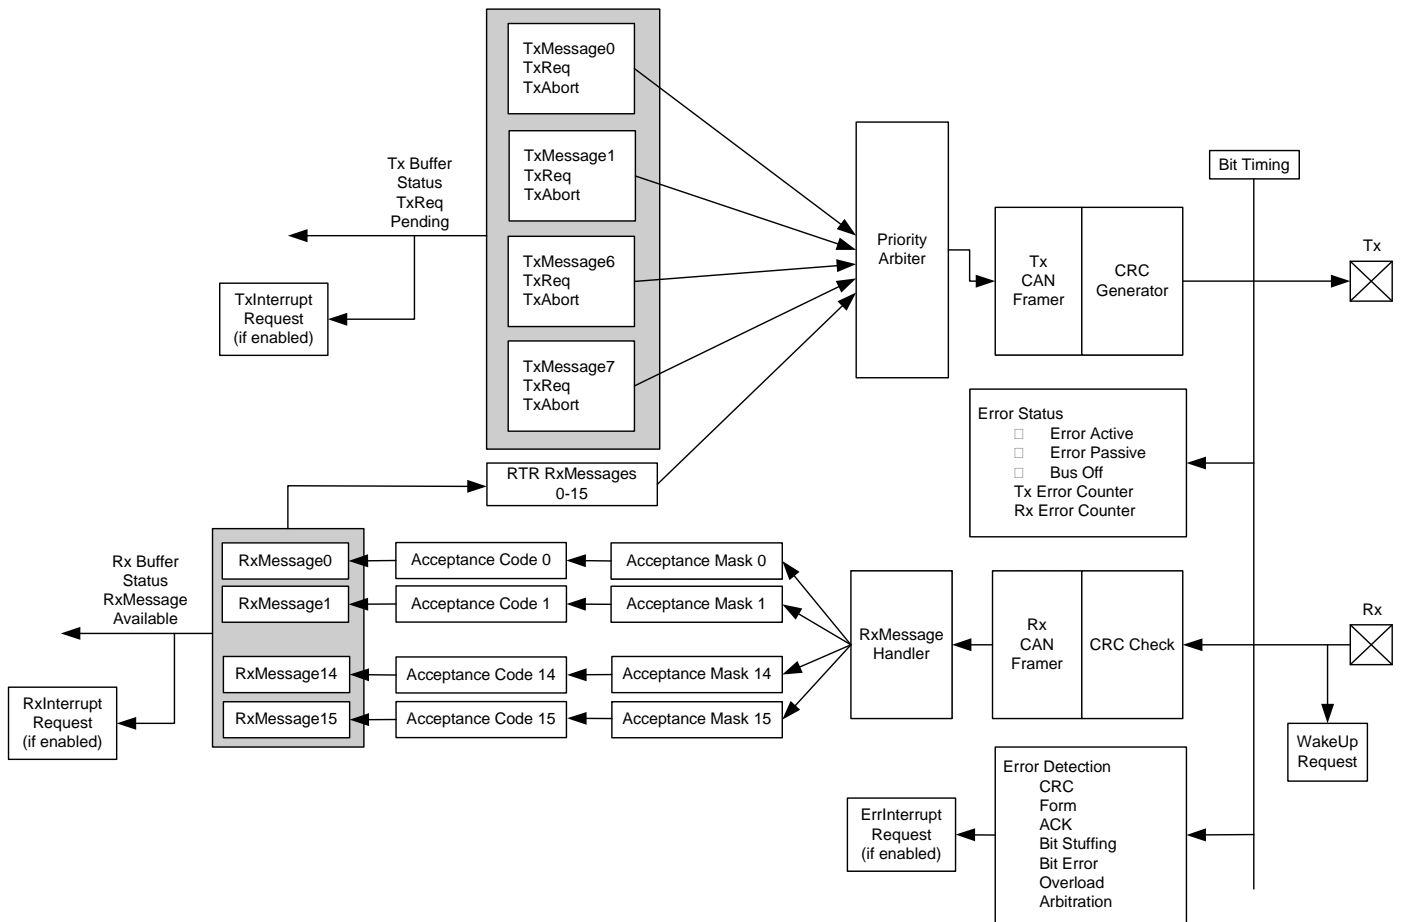 TxMessage0
TxReq
TxAbort
TxMessage1
TxReq
TxAbort
TxMessage6
TxReq
TxAbort
TxMessage7
TxReq
TxAbort
Tx Buffer
Status
TxReq
Pending
TxInterrupt
Request
(if enabled)
Priority
Arbiter
Tx
CAN
Framer
CRC
Generator
Bit Timing
Tx
Error Status
Error Active
Error Passive
Bus Off
Tx Error Counter
Rx Error Counter
RTR RxMessages
0-15
Rx Buffer
Status
RxMessage
Available
RxInterrupt
Request
(if enabled)
RxMessage0
Acceptance Code 0
Acceptance Mask 0
RxMessage1
Acceptance Code 1
Acceptance Mask 1
RxMessage14
Acceptance Code 14
Acceptance Mask 14
RxMessage15
Acceptance Code 15
Acceptance Mask 15
RxMessage
Handler
Rx
CAN
Framer
CRC Check
Rx
WakeUp
Request
ErrInterrupt
Request
(if enabled)
Error Detection
CRC
Form
ACK
Bit Stuffing
Bit Error
Overload
Arbitration